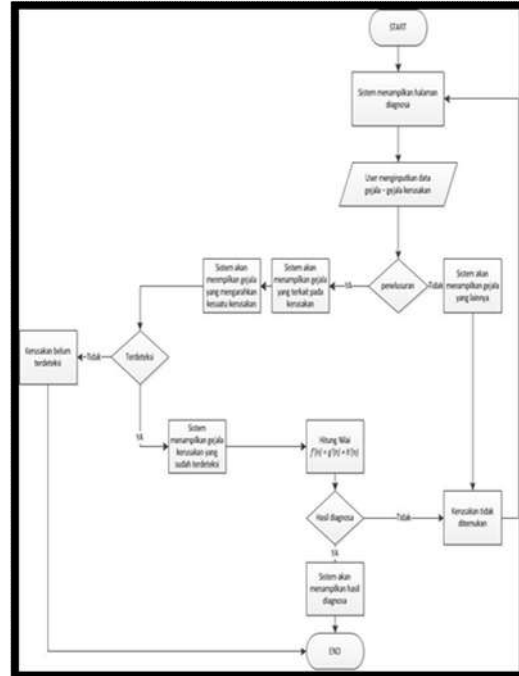 START
Sistem menampilkan halaman
diagnosa
User menginputkan data
gejala – gejala kerusakan
penelusuran
YA
Tidak
Sistem akan
menampilkan gejala
yang lainnya
Sistem akan
menampilkan gejala
yang terkait pada
kerusakan
Sistem akan
menampilkan gejala
yang mengarahkan
kesuatu kerusakan
Terdeteksi
Tidak
Kerusakan belum
terdeteksi
YA
Sistem
menampilkan gejala
kerusakan yang
sudah terdeteksi
Hitung Nilai
f'(n) = g'(n) + h'(n)
Hasil diagnosa
Tidak
Kerusakan tidak
ditemukan
YA
Sistem akan
menampilkan hasil
diagnosa
END